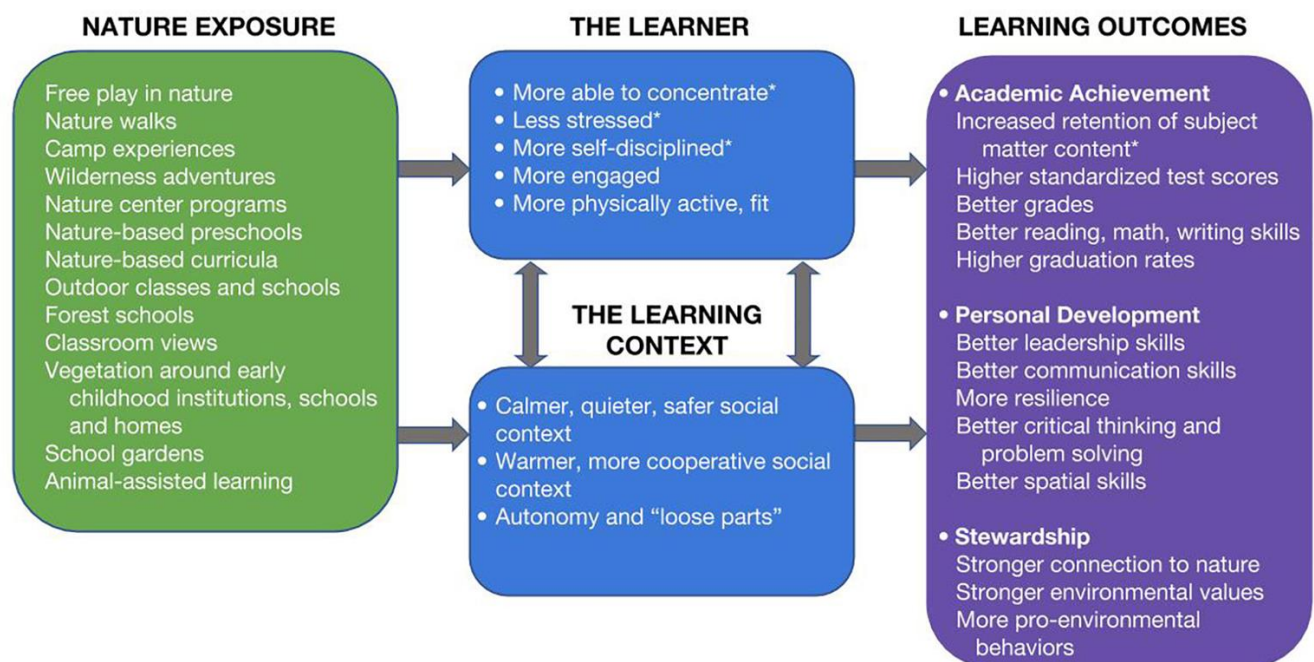 NATURE EXPOSURE
Free play in nature
Nature walks
Camp experiences
Wilderness adventures
Nature center programs
Nature-based preschools
Nature-based curricula
Outdoor classes and schools
Forest schools
Classroom views
Vegetation around early
childhood institutions, schools
and homes
School gardens
Animal-assisted learning
THE LEARNER
• More able to concentrate*
• Less stressed*
• More self-disciplined*
• More engaged
• More physically active, fit
THE LEARNING
CONTEXT
• Calmer, quieter, safer social
context
• Warmer, more cooperative social
context
• Autonomy and “loose parts”
LEARNING OUTCOMES
• Academic Achievement
Increased retention of subject
matter content*
Higher standardized test scores
Better grades
Better reading, math, writing skills
Higher graduation rates
• Personal Development
Better leadership skills
Better communication skills
More resilience
Better critical thinking and
problem solving
Better spatial skills
• Stewardship
Stronger connection to nature
Stronger environmental values
More pro-environmental
behaviors